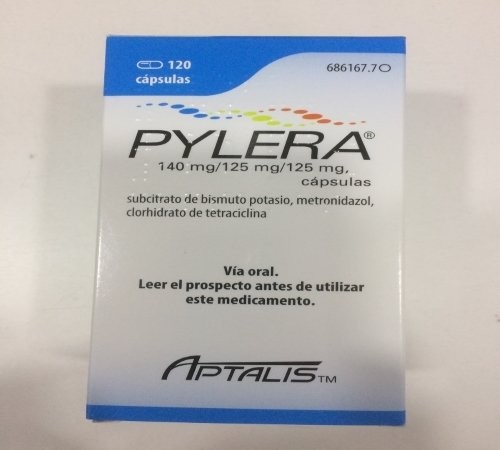 120
cápsulas
686167.7O
PYLERA®
140 mg/125 mg/125 mg,
cápsulas
subcitrato de bismuto potasio, metronidazol,
clorhidrato de tetraciclina
Vía oral.
Leer el prospecto antes de utilizar
este medicamento.
APTALIS™